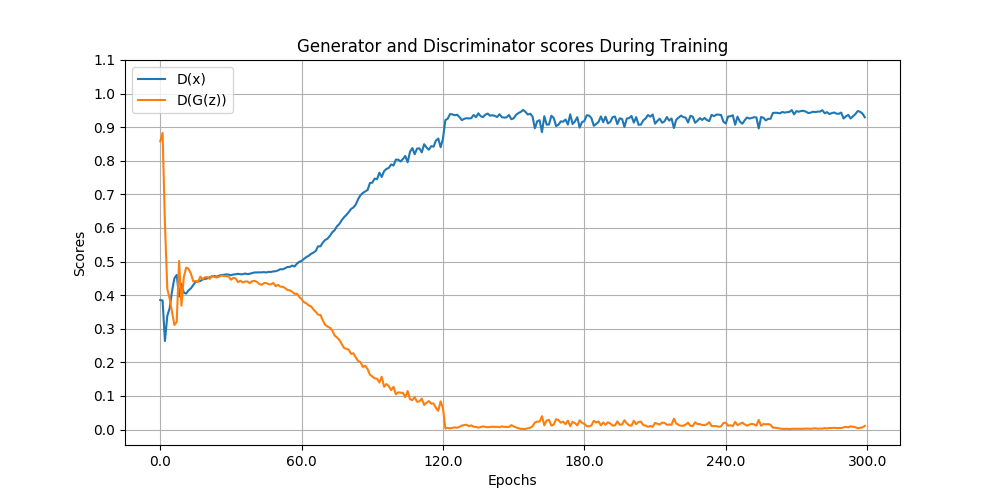 Generator and Discriminator scores During Training
D(x)
D(G(z))
Scores
1.1
1.0
0.9
0.8
0.7
0.6
0.5
0.4
0.3
0.2
0.1
0.0
0.0 60.0 120.0 180.0 240.0 300.0
Epochs